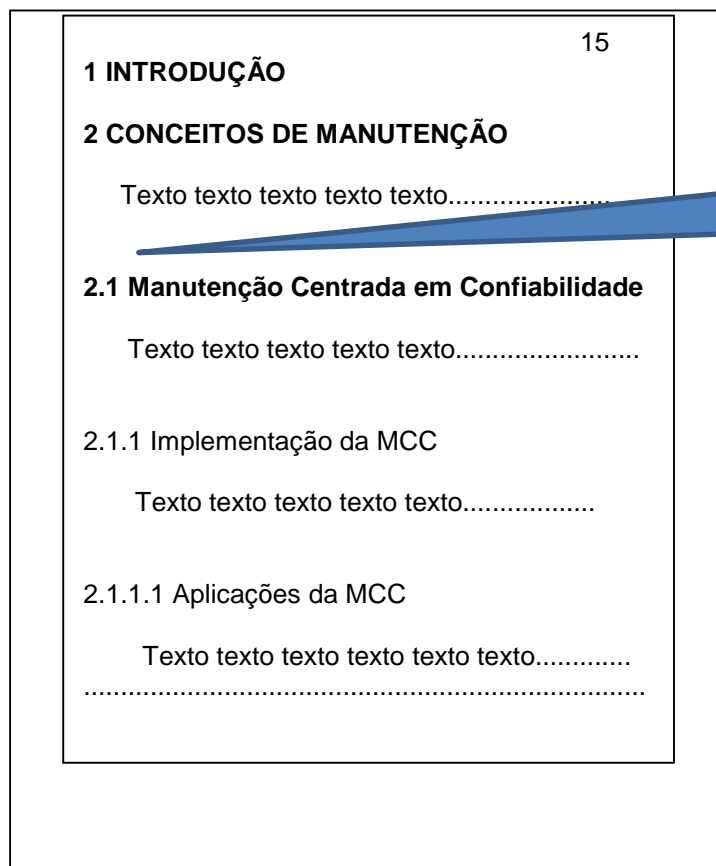 15
1 INTRODUÇÃO
2 CONCEITOS DE MANUTENÇÃO
Texto texto texto texto texto......................
2.1 Manutenção Centrada em Confiabilidade
Texto texto texto texto texto.........................
2.1.1 Implementação da MCC
Texto texto texto texto texto..................
2.1.1.1 Aplicações da MCC
Texto texto texto texto texto texto.............
............................................................................